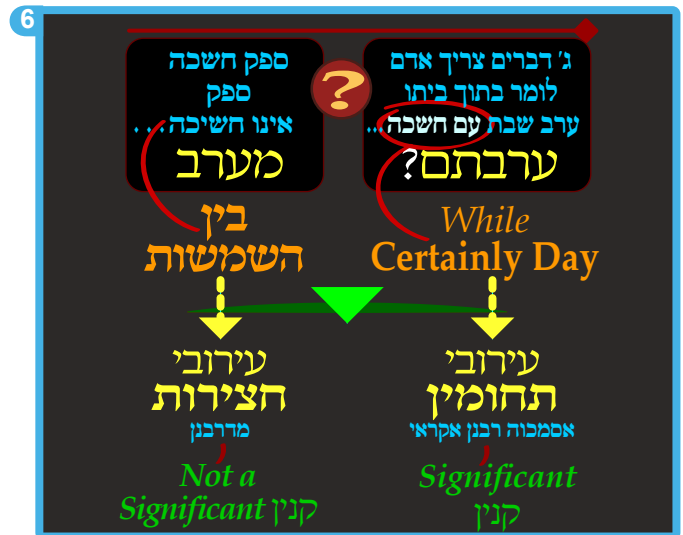 6
ג' דברים צריך אדם
לומר בתוך ביתו
ערב שבת עם חשכה...
ערבתם?
?
ספק חשכה
ספק
אינו חשיכה...
מערב
While
Certainly Day
בין
השמשות
עירובי
תחומין
אסמכוה רבנן אקראי
Significant
קנין
עירובי
חצירות
מדרבנן
Not a
Significant קנין